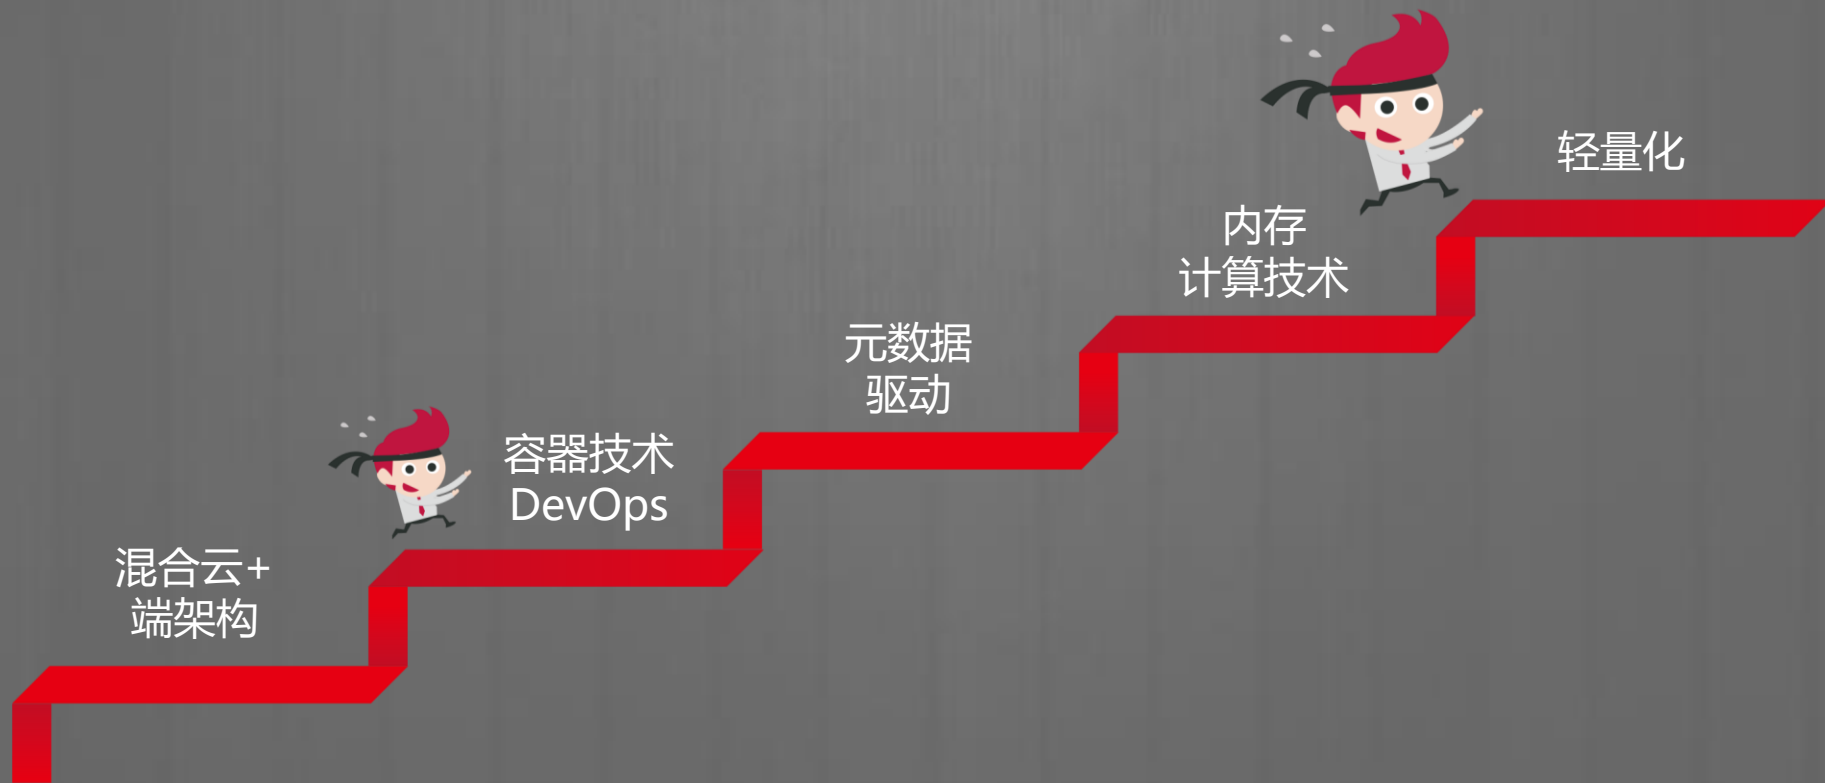 混合云+
端架构
容器技术
DevOps
元数据
驱动
内存
计算技术
轻量化